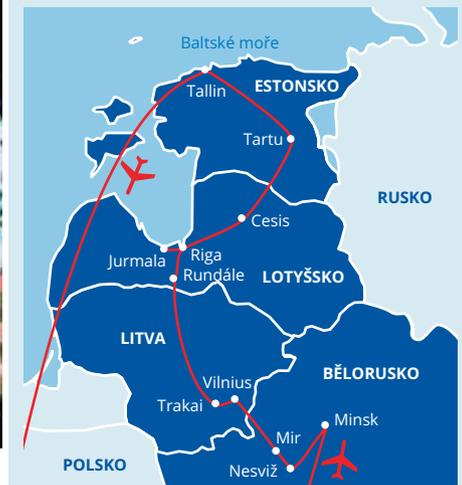 Baltské moře
ESTONSKO
Tallin
Tartu
RUSKO
Cesis
Riga
Jurmala
Rundále
LOTYŠSKO
LITVA
BĚLORUSKO
Vilnius
Trakai
Minsk
Mir
POLSKO
Nesviž